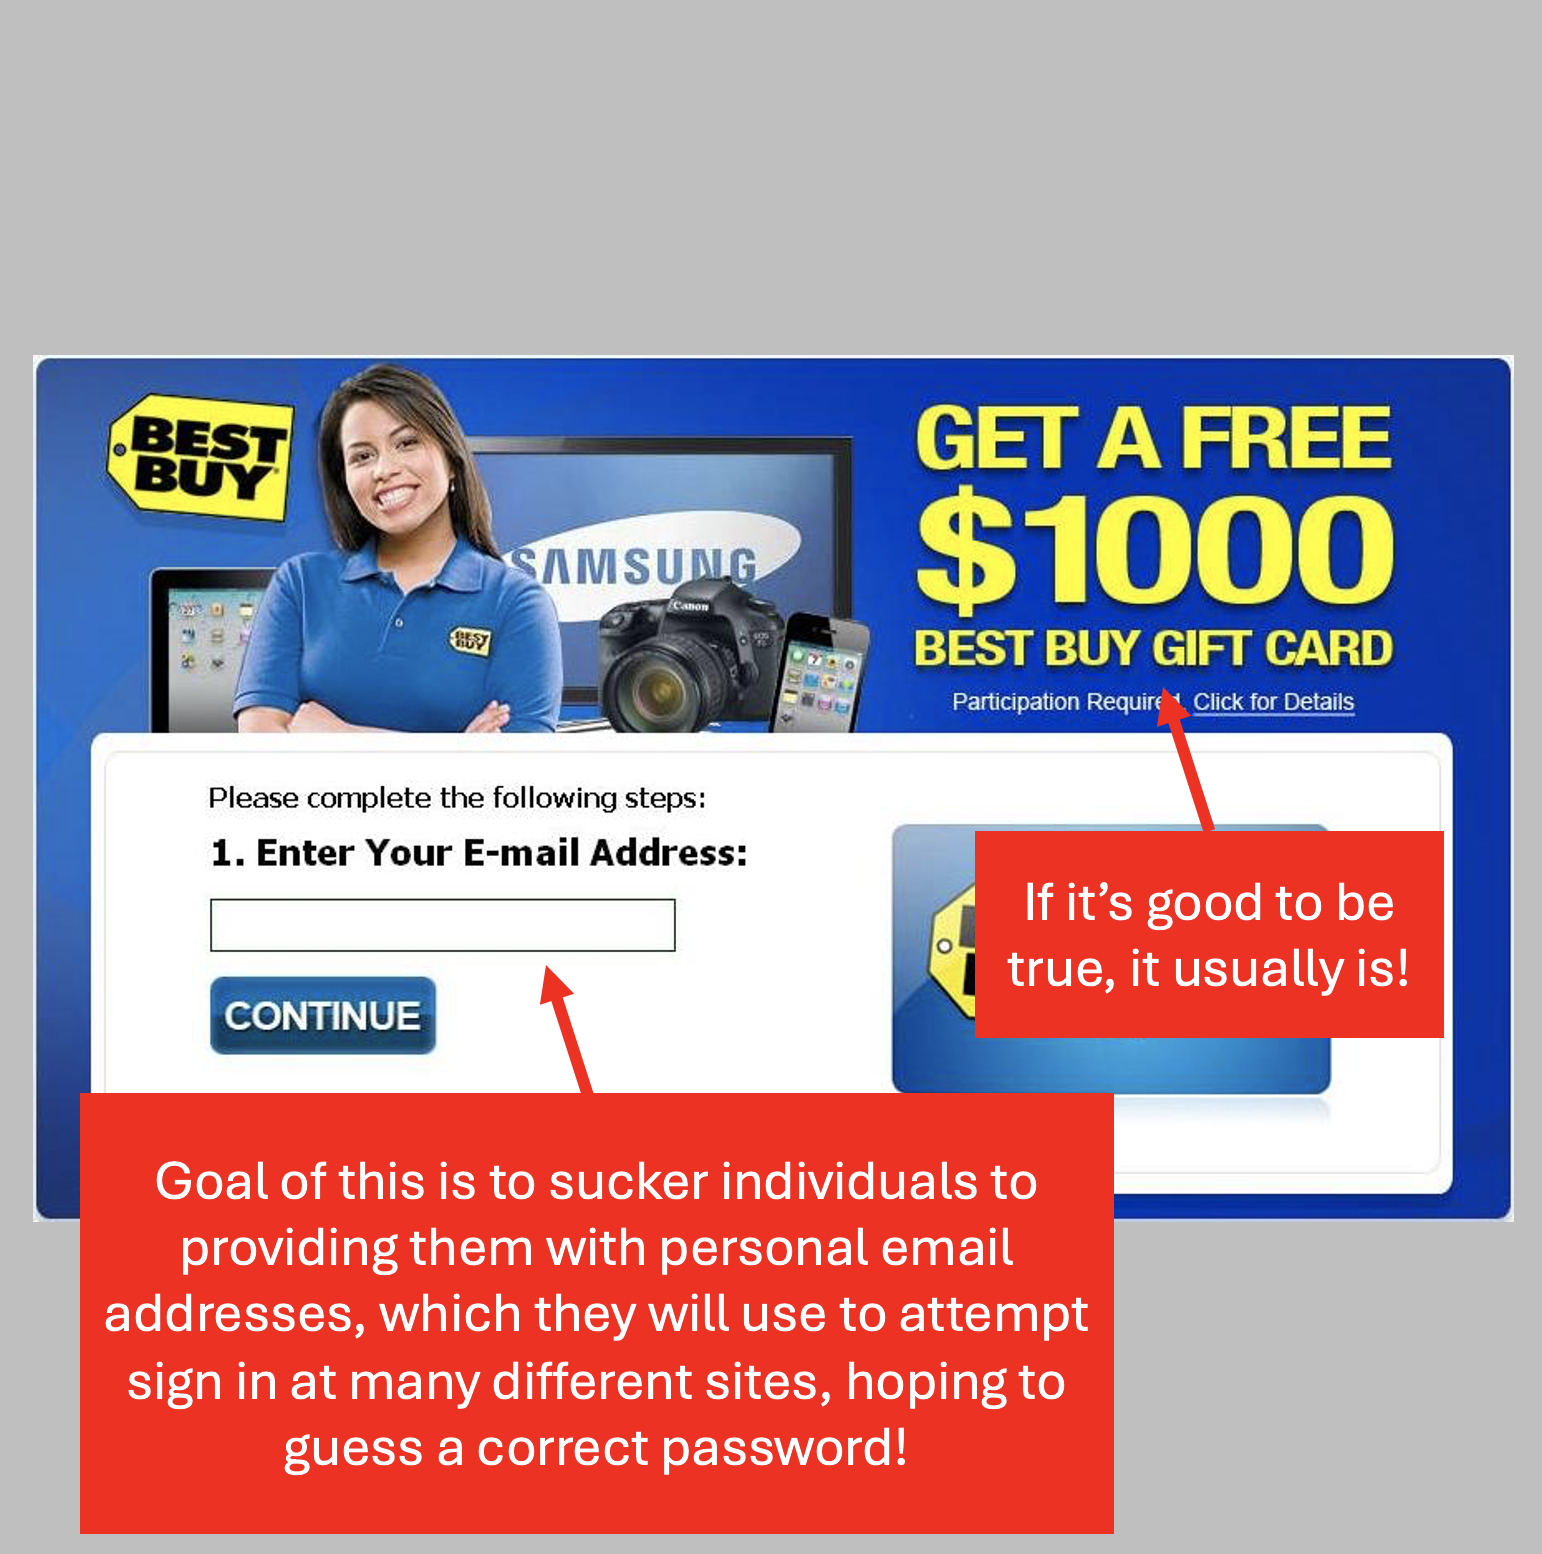 BEST
BUY
GET A FREE
$1000
BEST BUY GIFT CARD
Participation Required. Click for Details
SAMSUNG
Canon
BEST
BUY
Please complete the following steps:
1. Enter Your E-mail Address:
CONTINUE
If it’s good to be
true, it usually is!
Goal of this is to sucker individuals to
providing them with personal email
addresses, which they will use to attempt
sign in at many different sites, hoping to
guess a correct password!